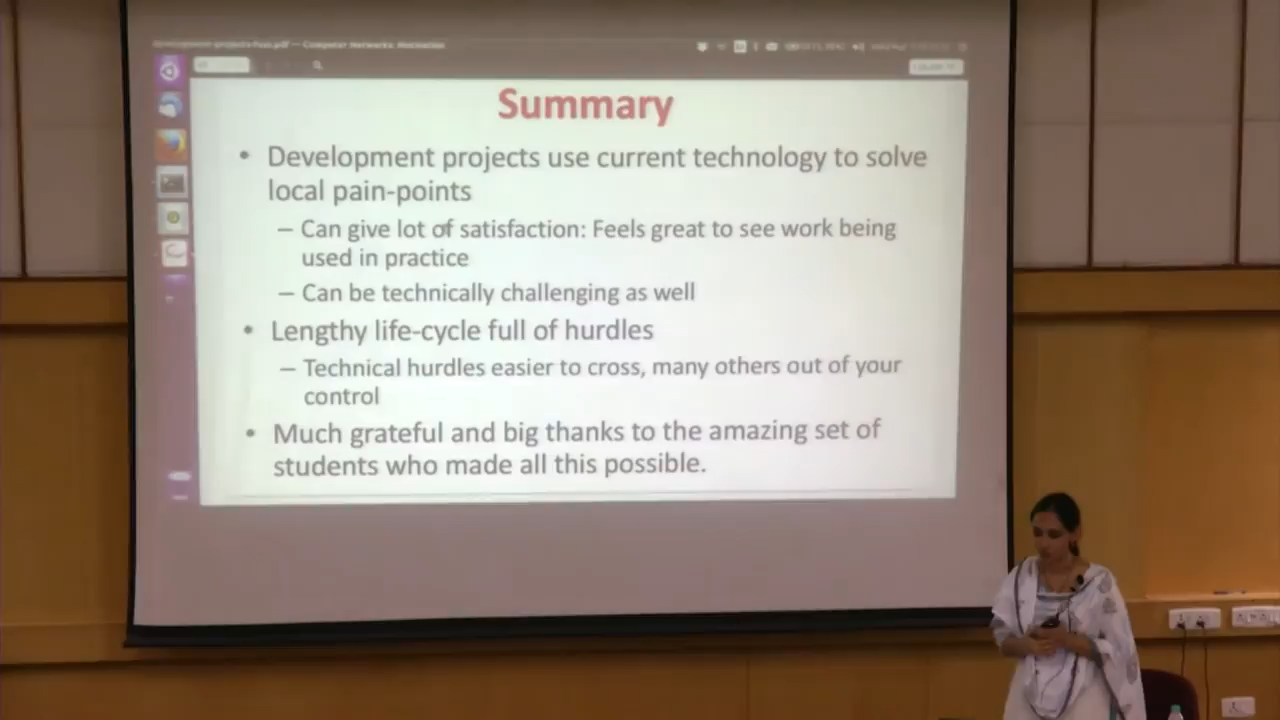 Computer Networks: Motivation
Summary
• Development projects use current technology to solve
local pain-points
– Can give lot of satisfaction: Feels great to see work being
used in practice
– Can be technically challenging as well
• Lengthy life-cycle full of hurdles
– Technical hurdles easier to cross, many others out of your
control
• Much grateful and big thanks to the amazing set of
students who made all this possible.